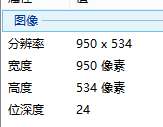 图像
分辨率 950 x 534
宽度 950 像素
高度 534 像素
位深度 24